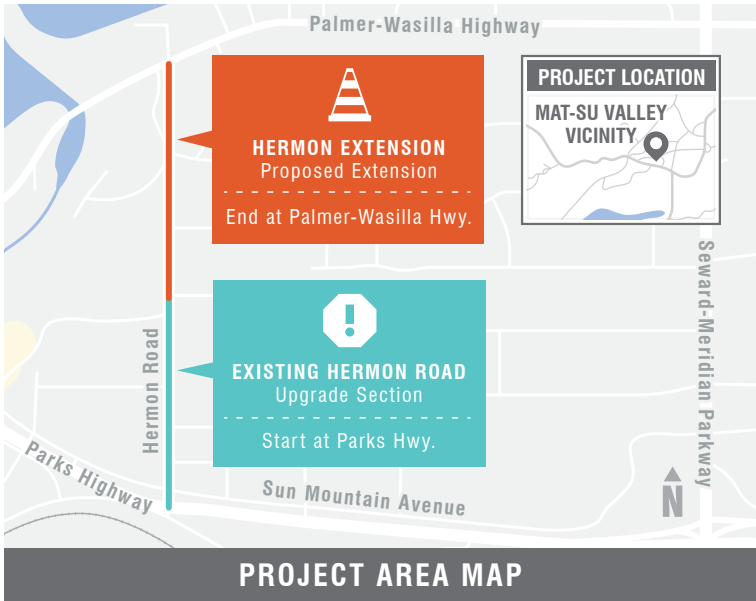 Palmer-Wasilla Highway
HERMON EXTENSION
Proposed Extension
End at Palmer-Wasilla Hwy.
PROJECT LOCATION
MAT-SU VALLEY
VICINITY
Seward-Meridian Parkway
!
EXISTING HERMON ROAD
Upgrade Section
Start at Parks Hwy.
Hermon Road
Parks Highway
Sun Mountain Avenue
N
PROJECT AREA MAP